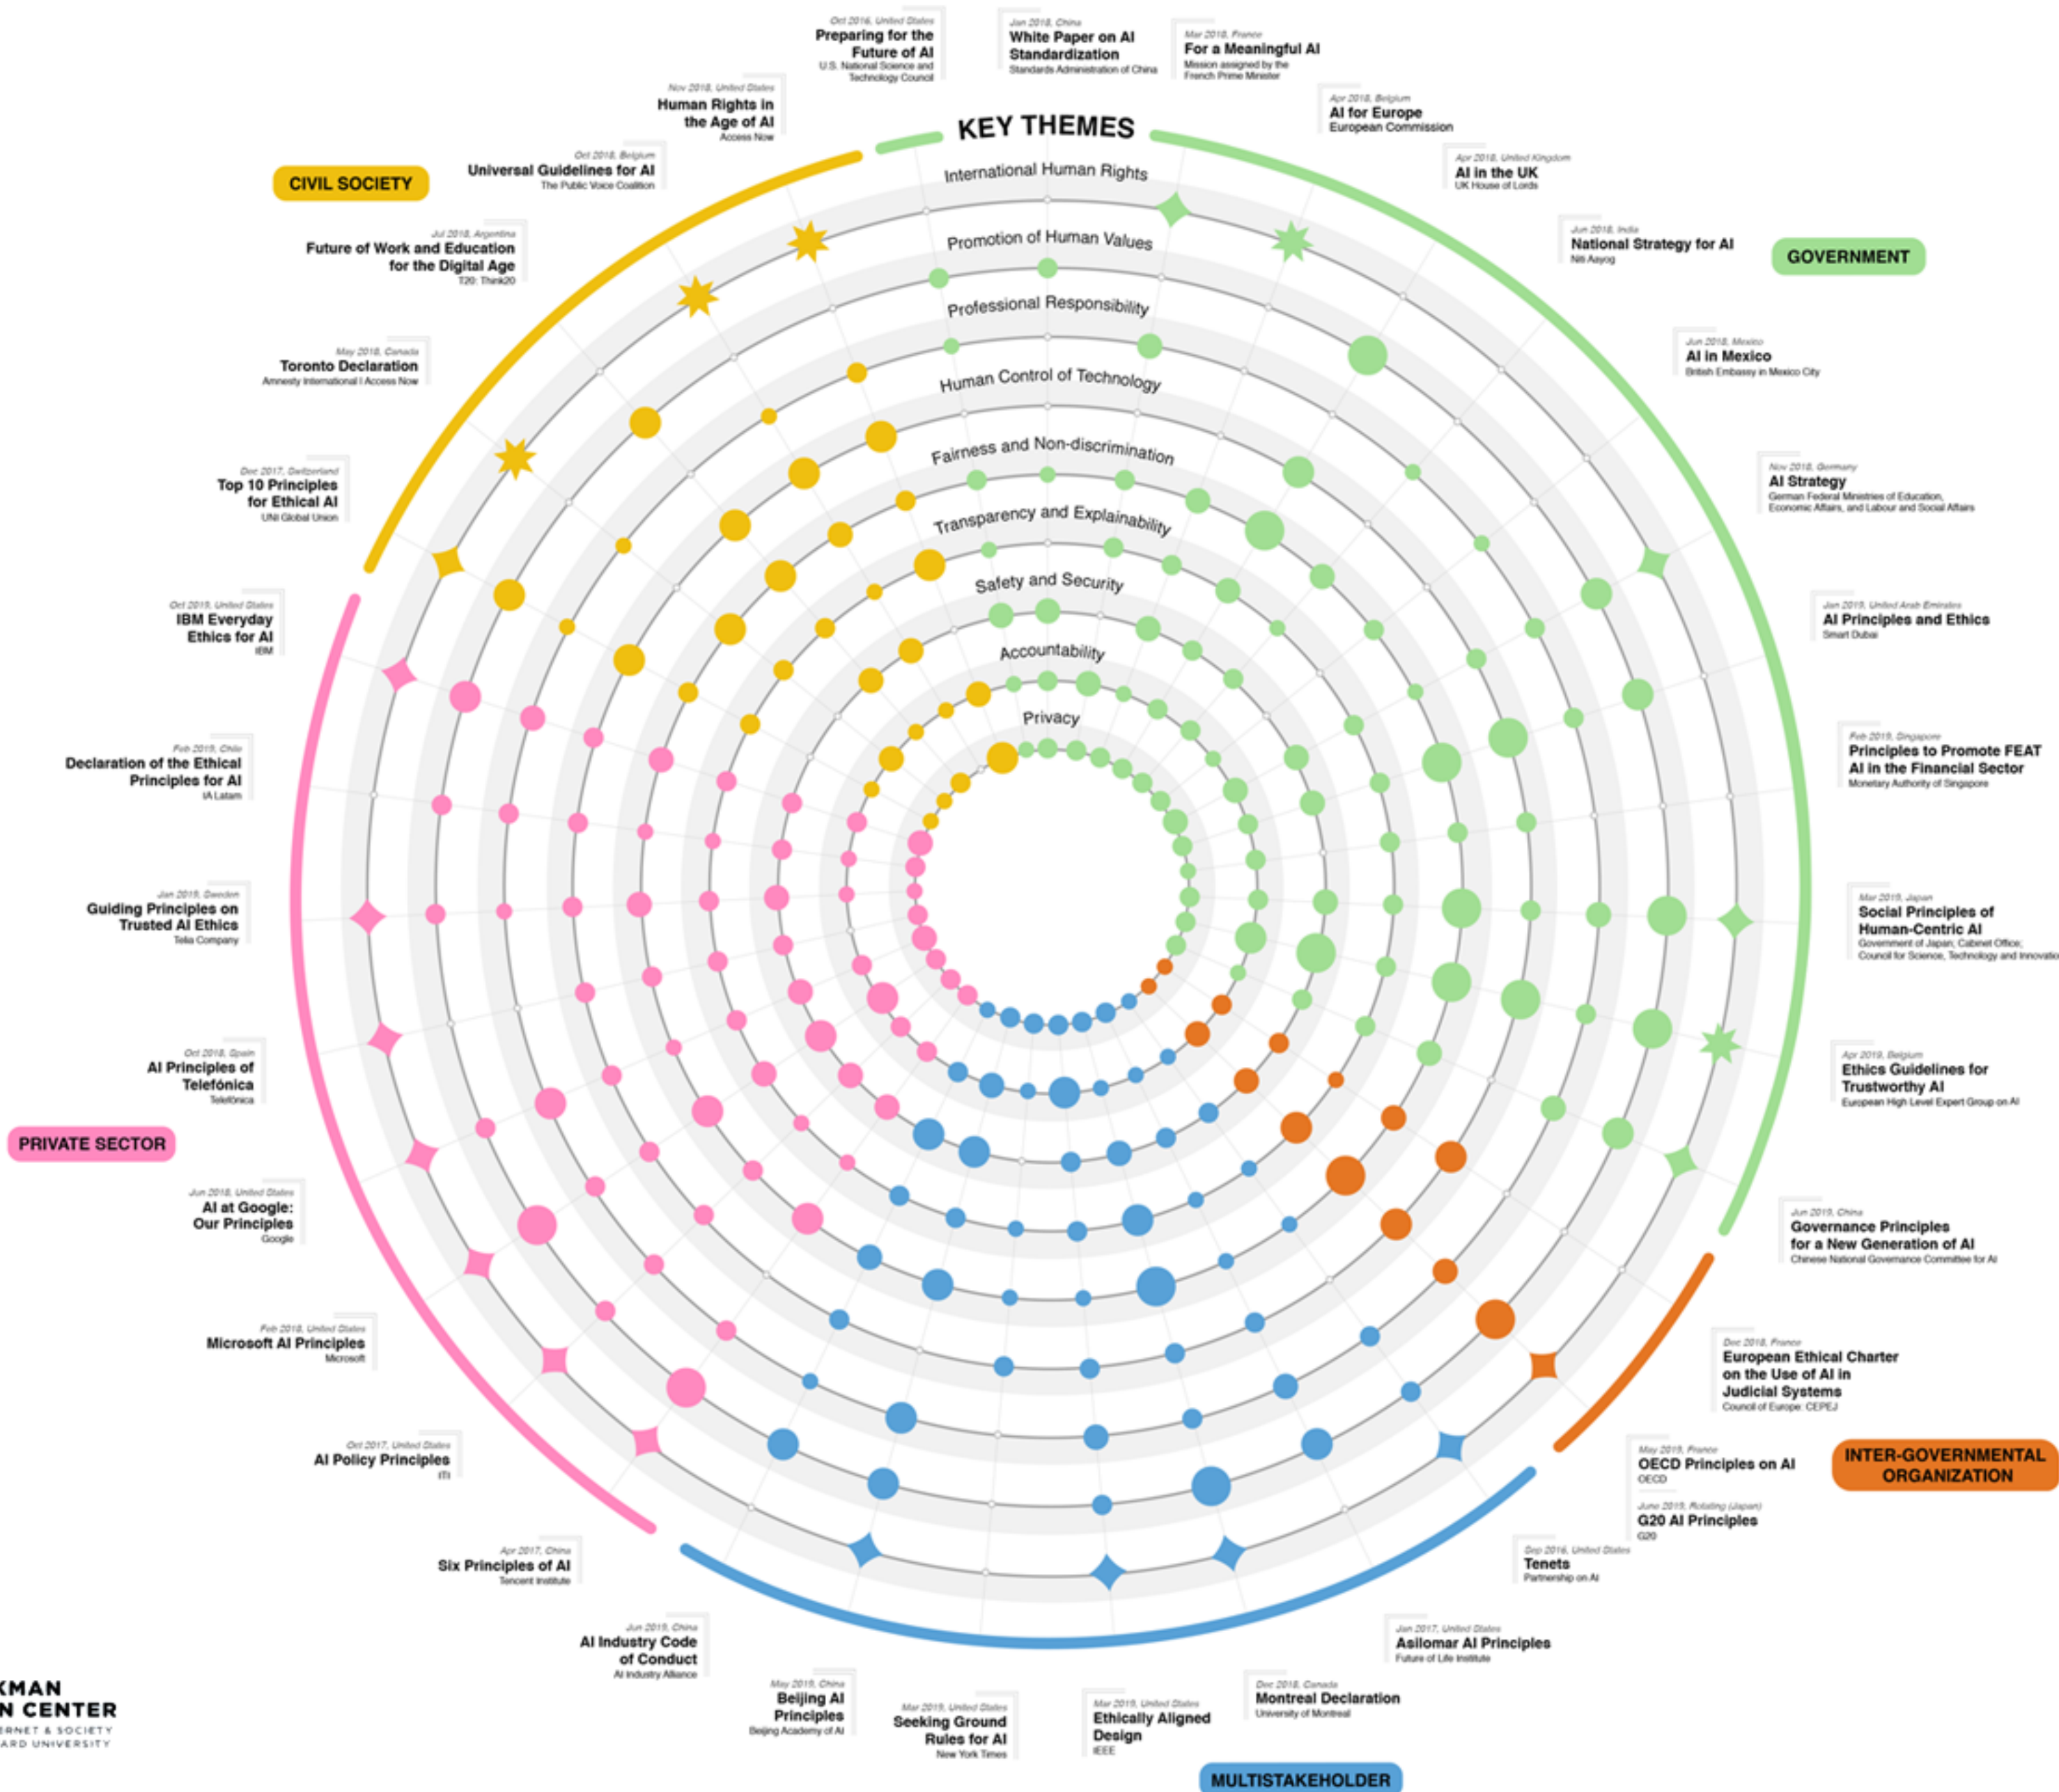 KEY THEMES
International Human Rights
Promotion of Human Values
Professional Responsibility
Human Control of Technology
Fairness and Non-discrimination
Transparency and Explainability
Safety and Security
Accountability
Privacy
Oct 2016, United States
Preparing for the
Future of AI
U.S. National Science and
Technology Council
Jan 2018, China
White Paper on AI
Standardization
Standards Administration of China
Mar 2018, France
For a Meaningful AI
Mission assigned by the
French Prime Minister
Apr 2018, Belgium
AI for Europe
European Commission
Apr 2018, United Kingdom
AI in the UK
UK House of Lords
Jun 2018, India
National Strategy for AI
Niti Aayog
GOVERNMENT
Jun 2018, Mexico
AI in Mexico
British Embassy in Mexico City
Nov 2018, Germany
AI Strategy
German Federal Ministries of Education,
Economic Affairs, and Labour and Social Affairs
Jan 2019, United Arab Emirates
AI Principles and Ethics
Smart Dubai
Feb 2019, Singapore
Principles to Promote FEAT
AI in the Financial Sector
Monetary Authority of Singapore
Mar 2019, Japan
Social Principles of
Human-Centric AI
Government of Japan; Cabinet Office;
Council for Science, Technology and Innovatio
Apr 2019, Belgium
Ethics Guidelines for
Trustworthy AI
European High Level Expert Group on AI
Jun 2019, China
Governance Principles
for a New Generation of AI
Chinese National Governance Committee for AI
Dec 2018, France
European Ethical Charter
on the Use of AI in
Judicial Systems
Council of Europe: CEPEJ
INTER-GOVERNMENTAL
ORGANIZATION
May 2019, France
OECD Principles on AI
OECD
June 2019, Rotating (Japan)
G20 AI Principles
G20
Sep 2016, United States
Tenets
Partnership on AI
Jan 2017, United States
Asilomar AI Principles
Future of Life Institute
Dec 2018, Canada
Montreal Declaration
University of Montreal
Mar 2019, United States
Ethically Aligned
Design
IEEE
MULTISTAKEHOLDER
Mar 2019, United States
Seeking Ground
Rules for AI
New York Times
May 2019, China
Beijing AI
Principles
Beijing Academy of AI
Jun 2019, China
AI Industry Code
of Conduct
AI Industry Alliance
Apr 2017, China
Six Principles of AI
Tencent Institute
Oct 2017, United States
AI Policy Principles
ITI
Feb 2018, United States
Microsoft AI Principles
Microsoft
Jun 2018, United States
AI at Google:
Our Principles
Google
PRIVATE SECTOR
Oct 2018, Spain
AI Principles of
Telefónica
Telefónica
Jan 2019, Sweden
Guiding Principles on
Trusted AI Ethics
Telia Company
Feb 2019, Chile
Declaration of the Ethical
Principles for AI
IA Latam
Oct 2019, United States
IBM Everyday
Ethics for AI
IBM
Dec 2017, Switzerland
Top 10 Principles
for Ethical AI
UNI Global Union
May 2018, Canada
Toronto Declaration
Amnesty International | Access Now
Jul 2018, Argentina
Future of Work and Education
for the Digital Age
T20: Think20
CIVIL SOCIETY
Oct 2018, Belgium
Universal Guidelines for AI
The Public Voice Coalition
Nov 2018, United States
Human Rights in
the Age of AI
Access Now
KMAN
N CENTER
ERNET & SOCIETY
ARD UNIVERSITY